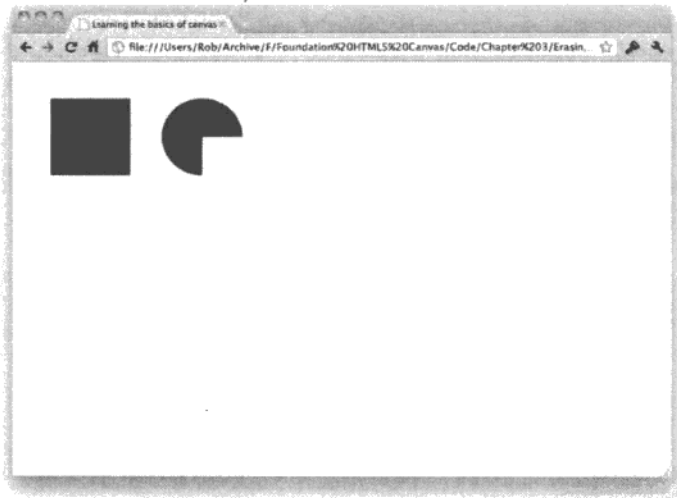 Learning the basics of canvas
file:///Users/Rob/Archive/F/Foundation%20HTML5%20Canvas/Code/Chapter%203/Erasin...